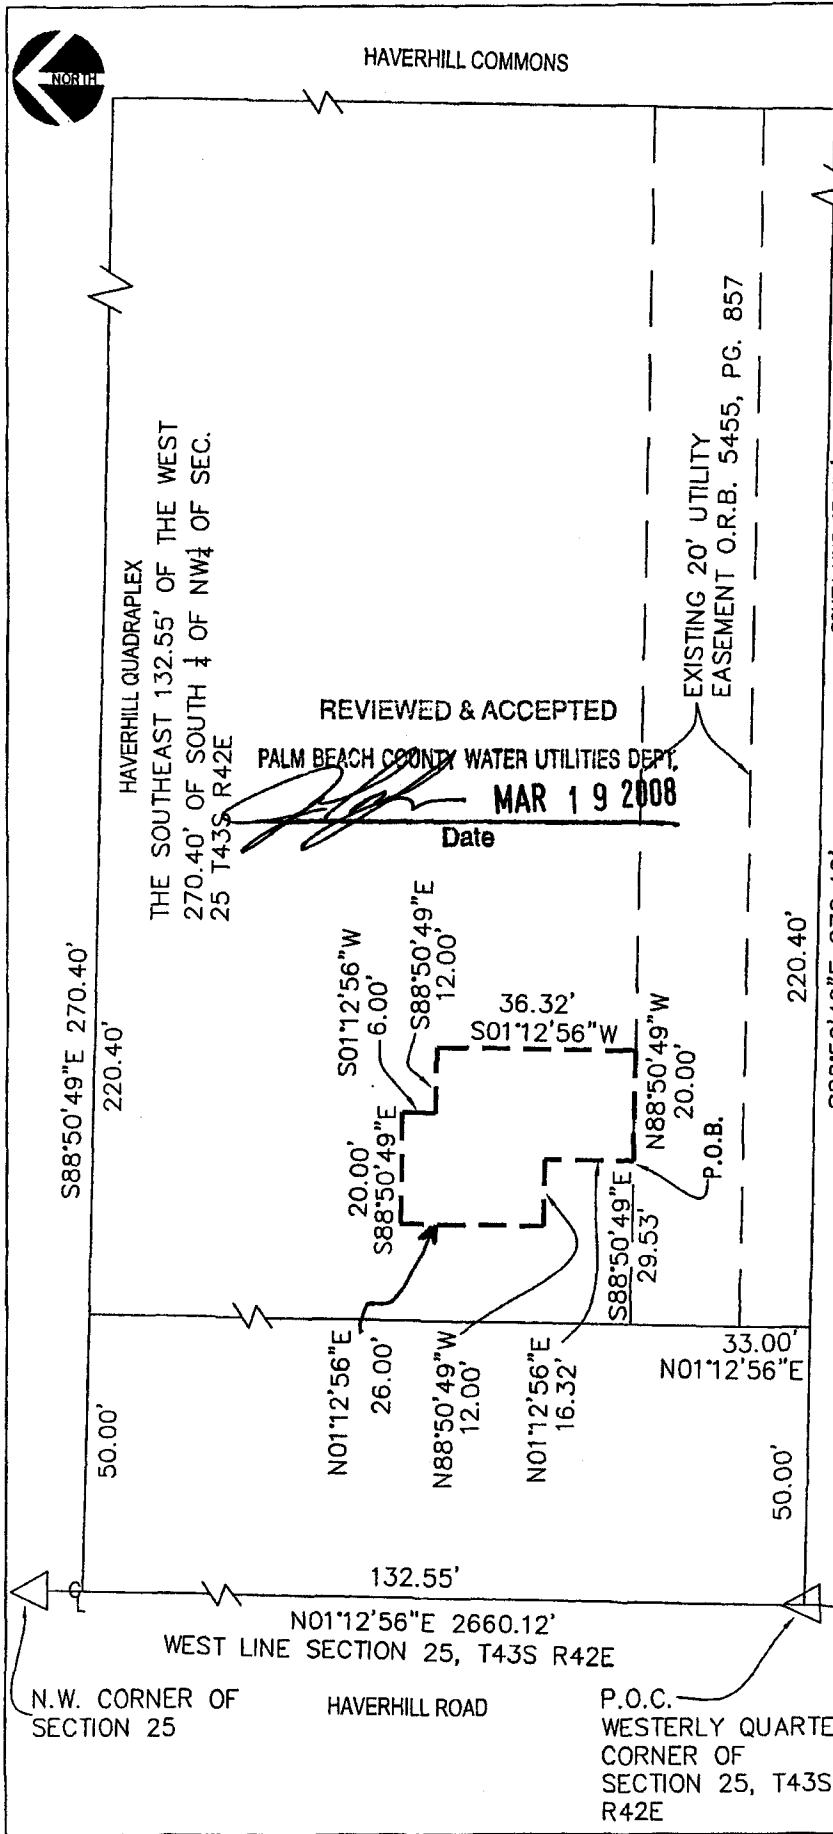 NORTH
HAVERHILL COMMONS
HAVERHILL QUADRAPLEX
THE SOUTHEAST 132.55' OF THE WEST
270.40' OF SOUTH ¼ OF NW¼ OF SEC.
25 T43S R42E
EXISTING 20' UTILITY
EASEMENT O.R.B. 5455, PG. 857
REVIEWED & ACCEPTED
PALM BEACH COUNTY WATER UTILITIES DEPT.
MAR 19 2008
Date
S88°50'49"E 270.40'
220.40'
S01°12'56"W
6.00'
S88°50'49"E
12.00'
36.32'
S01°12'56"W
20.00'
S88°50'49"E
N88°50'49"W
20.00'
P.O.B.
S88°50'49"E
29.53'
220.40'
N01°12'56"E
26.00'
N88°50'49"W
12.00'
N01°12'56"E
16.32'
33.00'
N01°12'56"E
50.00'
50.00'
132.55'
N01°12'56"E 2660.12'
WEST LINE SECTION 25, T43S R42E
N.W. CORNER OF
SECTION 25
HAVERHILL ROAD
P.O.C.
WESTERLY QUARTE
CORNER OF
SECTION 25, T43S
R42E